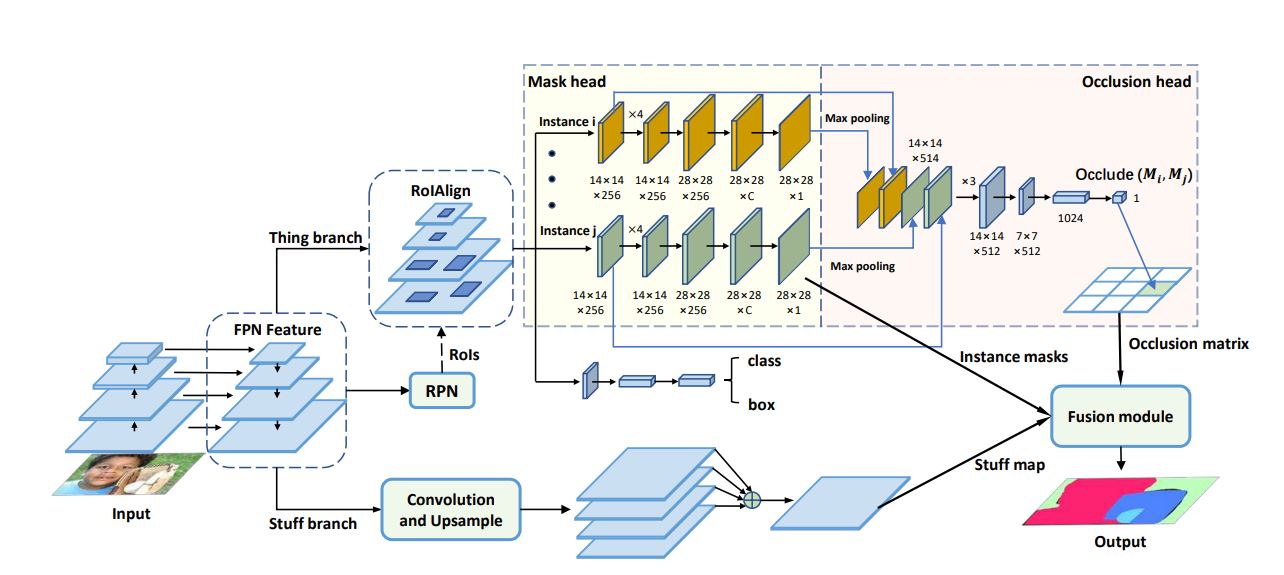 Mask head
Occlusion head
Instance i
×4
Max pooling
14×14
×256
14×14
×256
28×28
×256
28×28
×C
28×28
×1
14×14
×514
×3
Occlude (Mᵢ, Mⱼ)
1
1024
14×14
×512
7×7
×512
Instance j
×4
Max pooling
14×14
×256
14×14
×256
28×28
×256
28×28
×C
28×28
×1
RoIAlign
Thing branch
FPN Feature
RoIs
RPN
class
box
Instance masks
Occlusion matrix
Fusion module
Stuff map
Input
Stuff branch
Convolution
and Upsample
Output